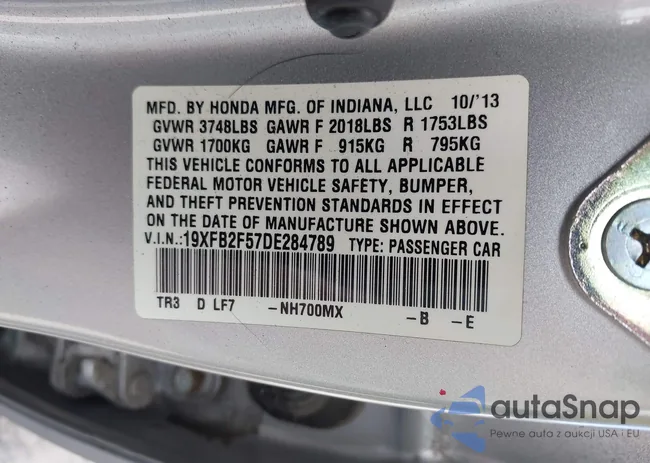 MFD. BY HONDA MFG. OF INDIANA, LLC 10/'13
GVWR 3748LBS GAWR F 2018LBS R 1753LBS
GVWR 1700KG GAWR F 915KG R 795KG
THIS VEHICLE CONFORMS TO ALL APPLICABLE
FEDERAL MOTOR VEHICLE SAFETY, BUMPER,
AND THEFT PREVENTION STANDARDS IN EFFECT
ON THE DATE OF MANUFACTURE SHOWN ABOVE.
V.I.N.:19XFB2F57DE284789 TYPE: PASSENGER CAR
TR3 D LF7 -NH700MX -B -E
autoSnap
Pewne auta z aukcji USA i EU